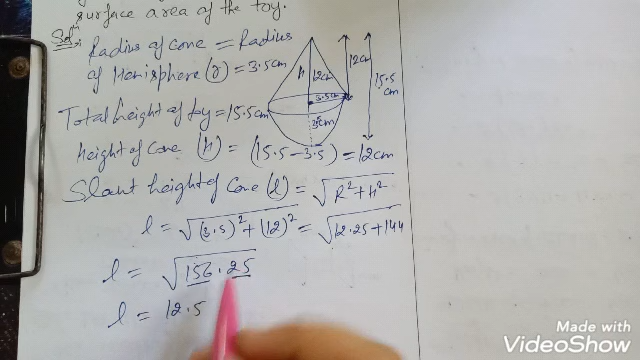 surface area of the toy.
Sol:
Radius of cone = Radius
of Hemisphere (r) = 3.5cm
Total height of toy = 15.5cm
Height of Cone (H) = (15.5-3.5) = 12cm
Slant height of Cone (l) = √R²+H²
l = √(3.5)²+(12)² = √12.25+144
l = √156.25
l = 12.5
H
12cm
3.5cm
12cm
15.5
cm
Made with
VideoShow